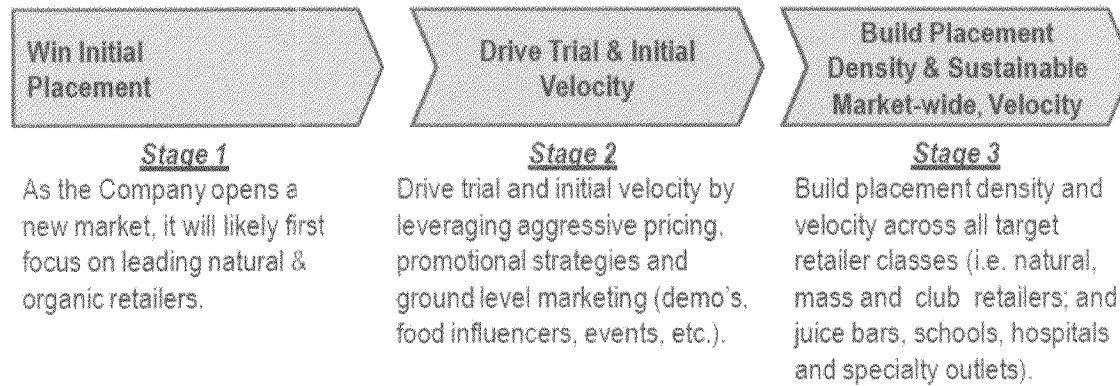 Win Initial
Placement
Drive Trial & Initial
Velocity
Build Placement
Density & Sustainable
Market-wide, Velocity
Stage 1
As the Company opens a
new market, it will likely first
focus on leading natural &
organic retailers.
Stage 2
Drive trial and initial velocity by
leveraging aggressive pricing,
promotional strategies and
ground level marketing (demo's,
food influencers, events, etc.).
Stage 3
Build placement density and
velocity across all target
retailer classes (i.e. natural,
mass and club retailers; and
juice bars, schools, hospitals
and specialty outlets).